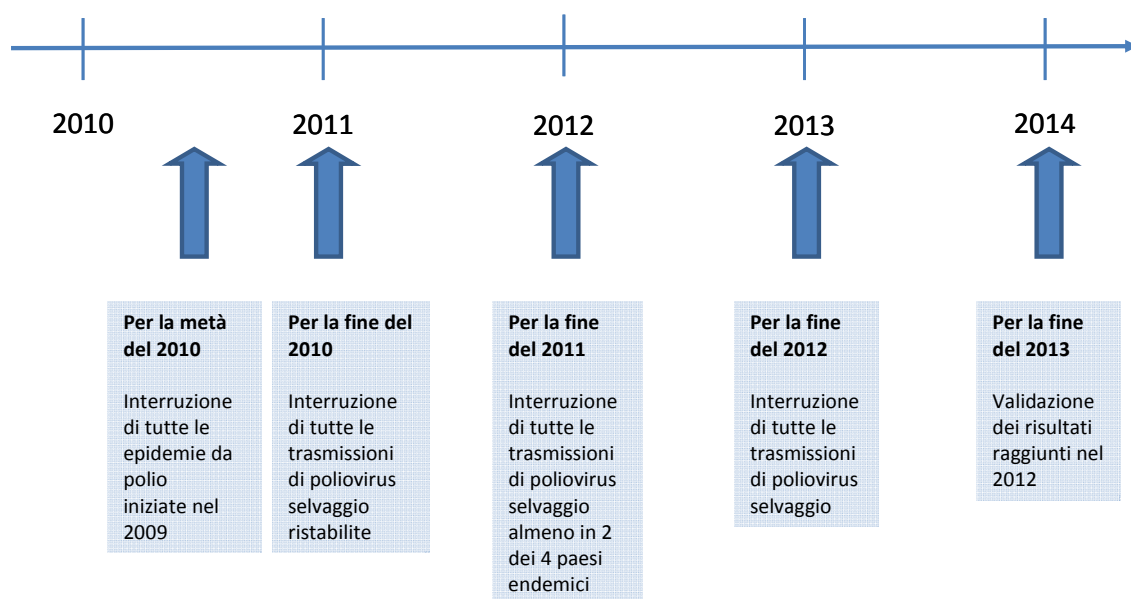 2010
2011
2012
2013
2014
Per la metà
del 2010
Interruzione
di tutte le
epidemie da
polio
iniziate nel
2009
Per la fine del
2010
Interruzione
di tutte le
trasmissioni
di poliovirus
selvaggio
ristabilite
Per la fine
del 2011
Interruzione
di tutte le
trasmissioni
di poliovirus
selvaggio
almeno in 2
dei 4 paesi
endemici
Per la fine
del 2012
Interruzione
di tutte le
trasmissioni
di poliovirus
selvaggio
Per la fine
del 2013
Validazione
dei risultati
raggiunti nel
2012